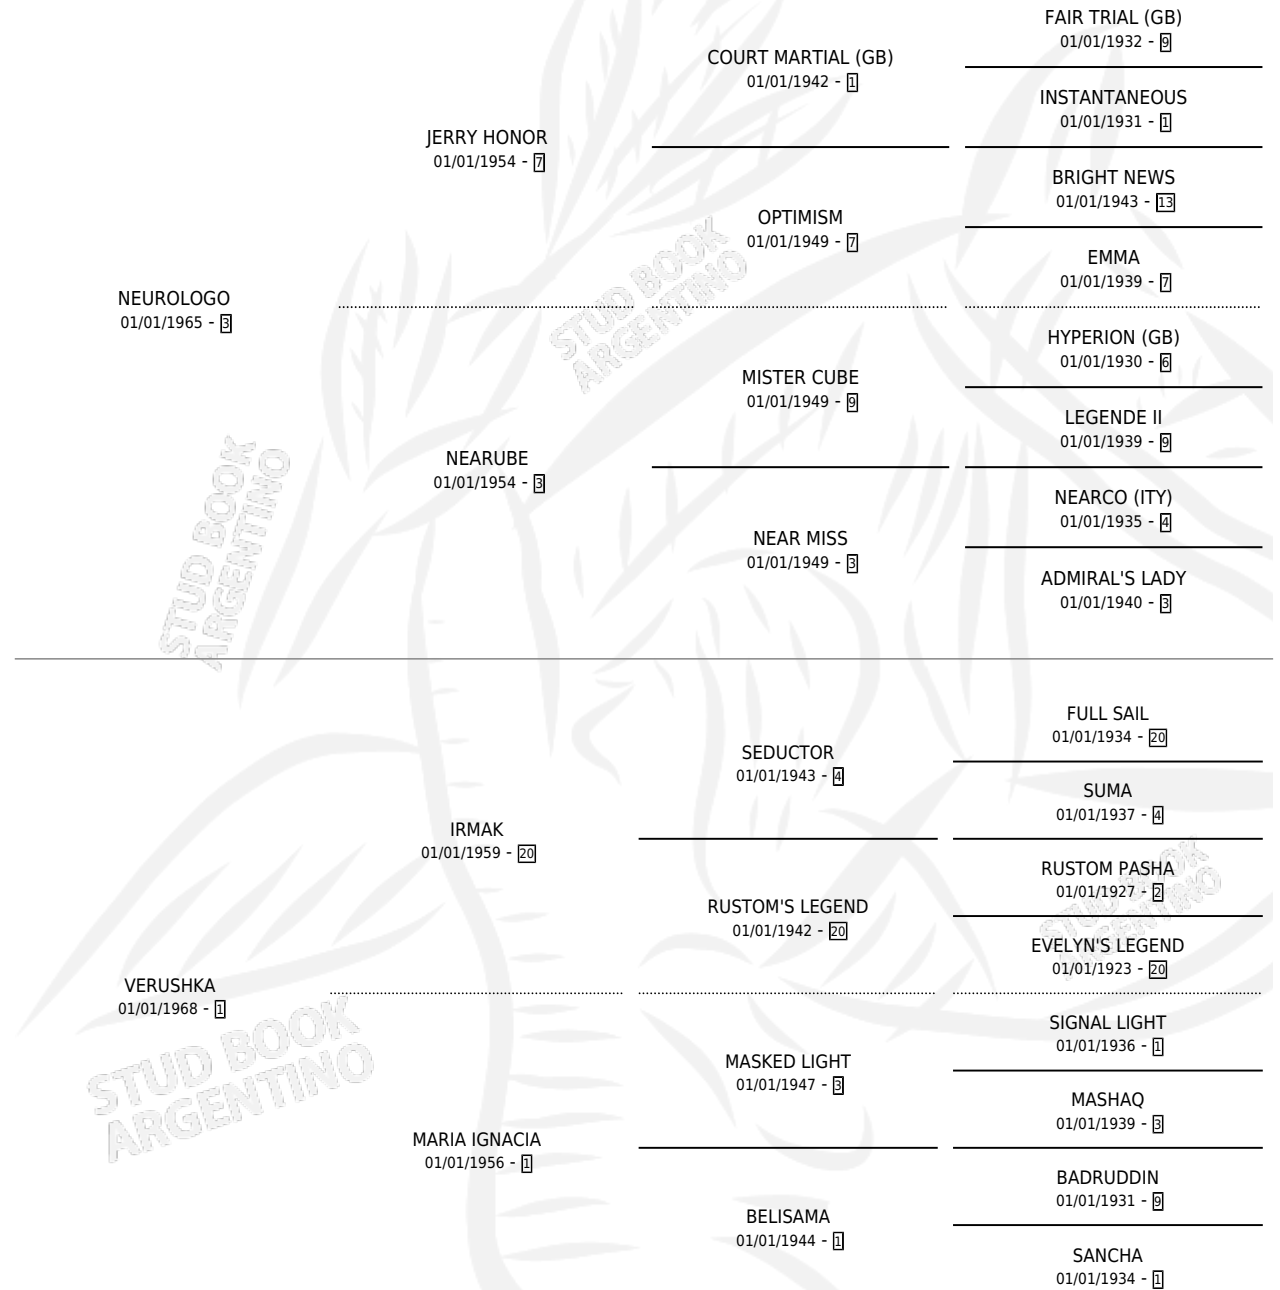 FAIR TRIAL (GB)
01/01/1932 - 9
COURT MARTIAL (GB)
01/01/1942 - 1
INSTANTANEOUS
01/01/1931 - 1
JERRY HONOR
01/01/1954 - 7
BRIGHT NEWS
01/01/1943 - 13
OPTIMISM
01/01/1949 - 7
EMMA
01/01/1939 - 7
NEUROLOGO
01/01/1965 - 3
HYPERION (GB)
01/01/1930 - 6
MISTER CUBE
01/01/1949 - 9
LEGENDE II
01/01/1939 - 9
NEARUBE
01/01/1954 - 3
NEARCO (ITY)
01/01/1935 - 4
NEAR MISS
01/01/1949 - 3
ADMIRAL'S LADY
01/01/1940 - 3
FULL SAIL
01/01/1934 - 20
SEDUCTOR
01/01/1943 - 4
SUMA
01/01/1937 - 4
IRMAK
01/01/1959 - 20
RUSTOM PASHA
01/01/1927 - 2
RUSTOM'S LEGEND
01/01/1942 - 20
EVELYN'S LEGEND
01/01/1923 - 20
VERUSHKA
01/01/1968 - 1
SIGNAL LIGHT
01/01/1936 - 1
MASKED LIGHT
01/01/1947 - 3
MASHAQ
01/01/1939 - 3
MARIA IGNACIA
01/01/1956 - 1
BADRUDDIN
01/01/1931 - 9
BELISAMA
01/01/1944 - 1
SANCHA
01/01/1934 - 1
STUD BOOK
ARGENTINO
STUD BOOK
ARGENTINO
STUD BOOK
ARGENTINO
STUD BOOK
ARGENTINO